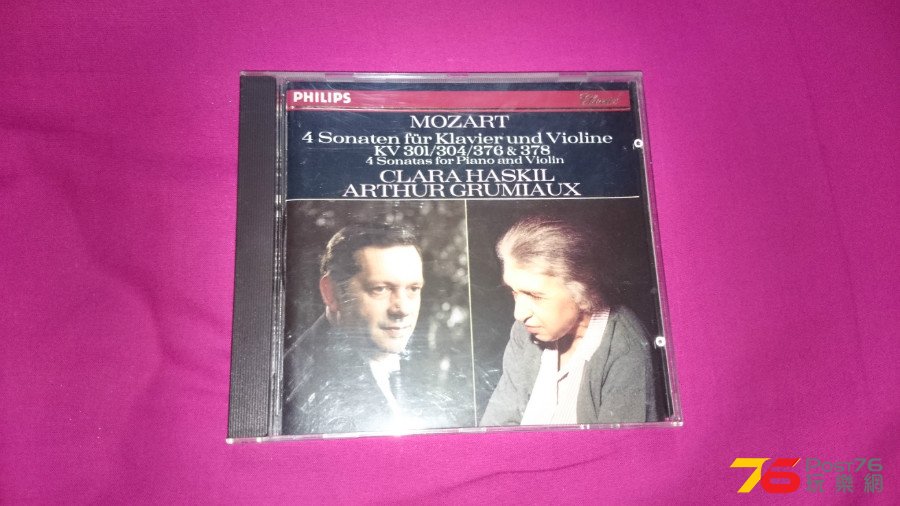 PHILIPS
Classics
MOZART
4 Sonaten für Klavier und Violine
KV 301/304/376 & 378
4 Sonatas for Piano and Violin
CLARA HASKIL
ARTHUR GRUMIAUX
76 POST76
玩樂網